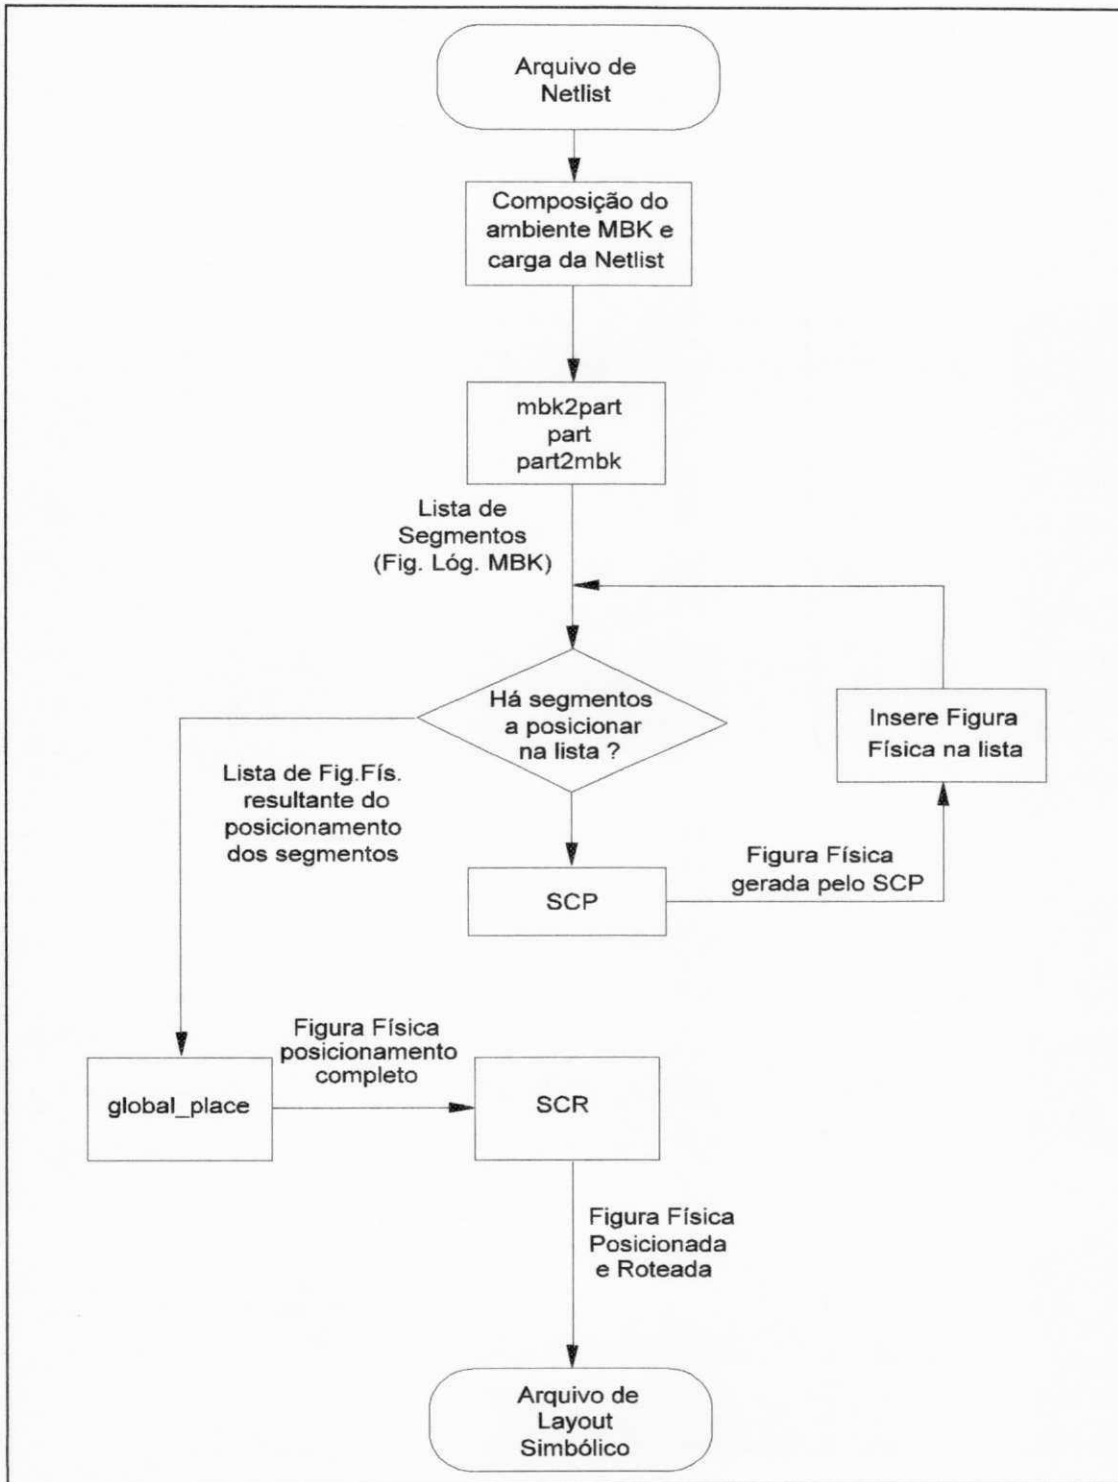 Arquivo de
Netlist
Composição do
ambiente MBK e
carga da Netlist
mbk2part
part
part2mbk
Lista de
Segmentos
(Fig. Lóg. MBK)
Há segmentos
a posicionar
na lista ?
Insere Figura
Física na lista
Lista de Fig.Fís.
resultante do
posicionamento
dos segmentos
SCP
Figura Física
gerada pelo SCP
global_place
Figura Física
posicionamento
completo
SCR
Figura Física
Posicionada
e Roteada
Arquivo de
Layout
Simbólico